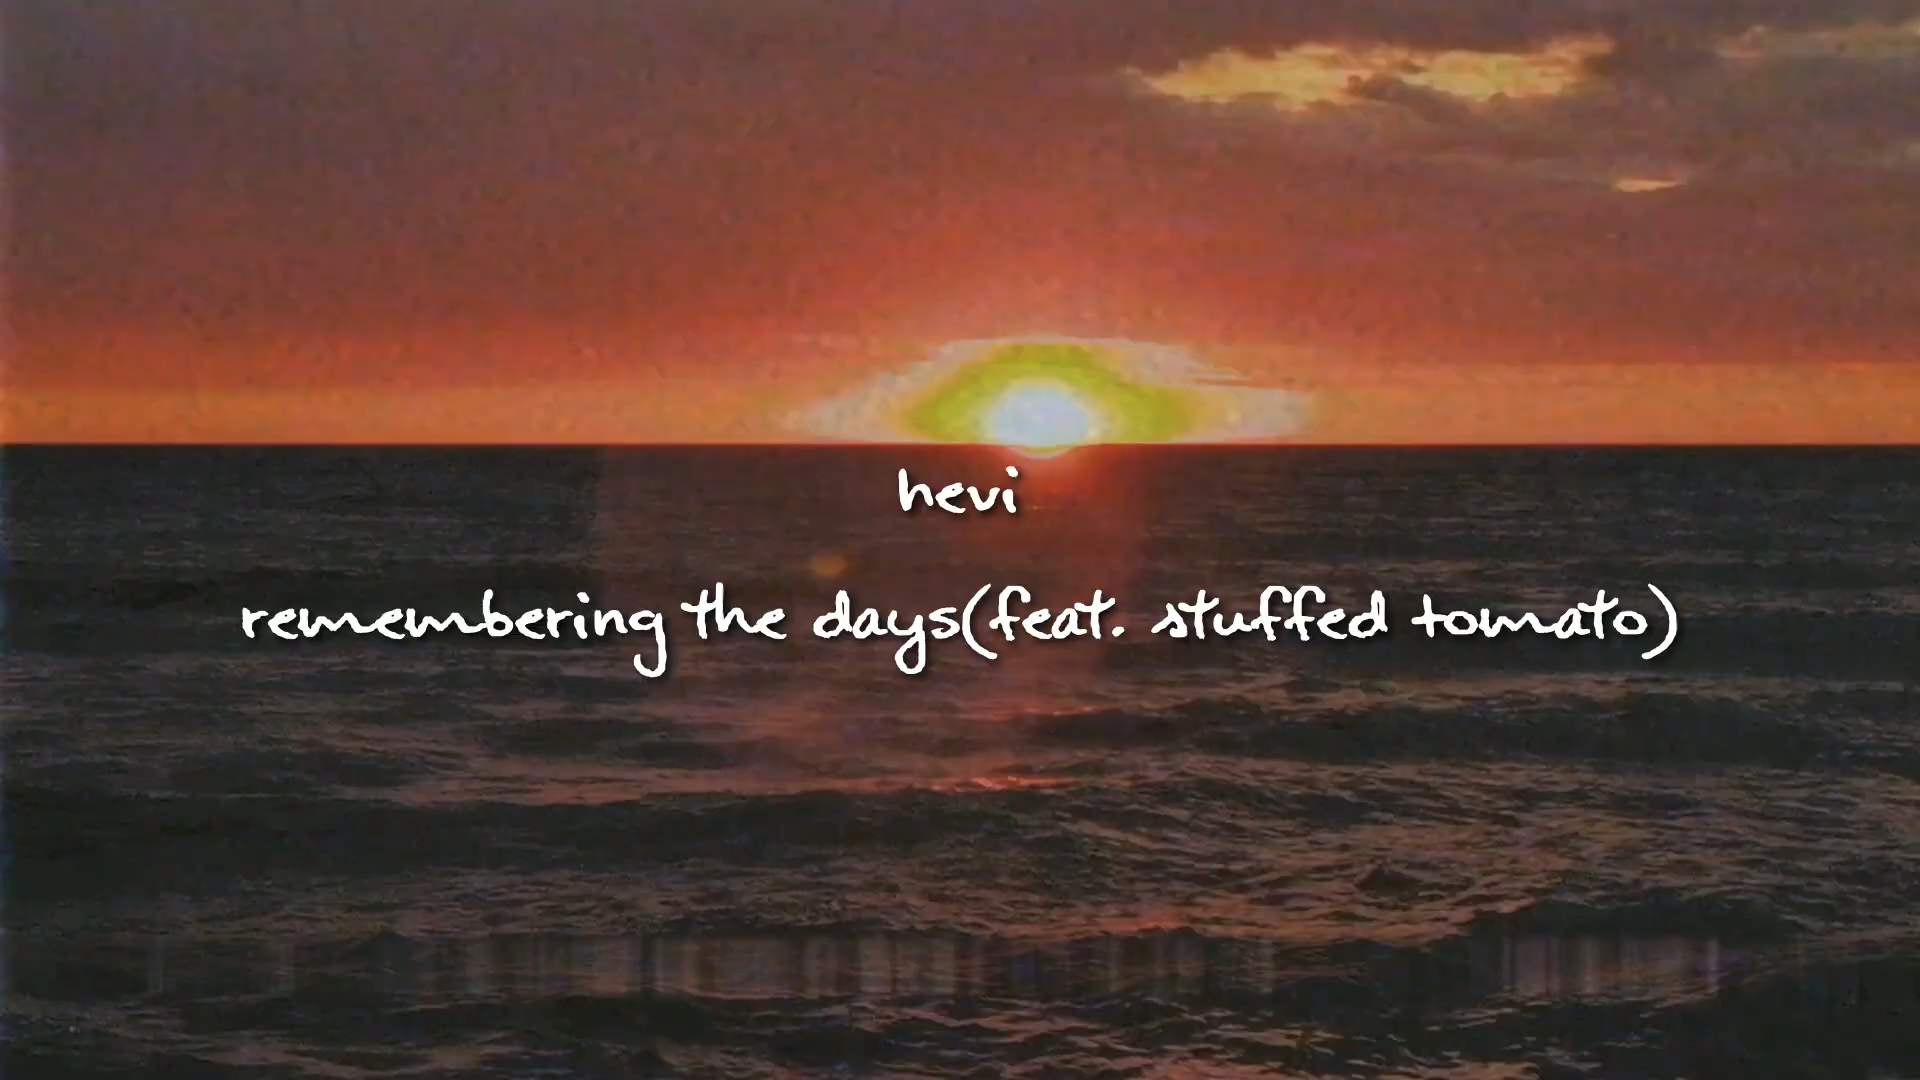 hevi
remembering the days(feat. stuffed tomato)